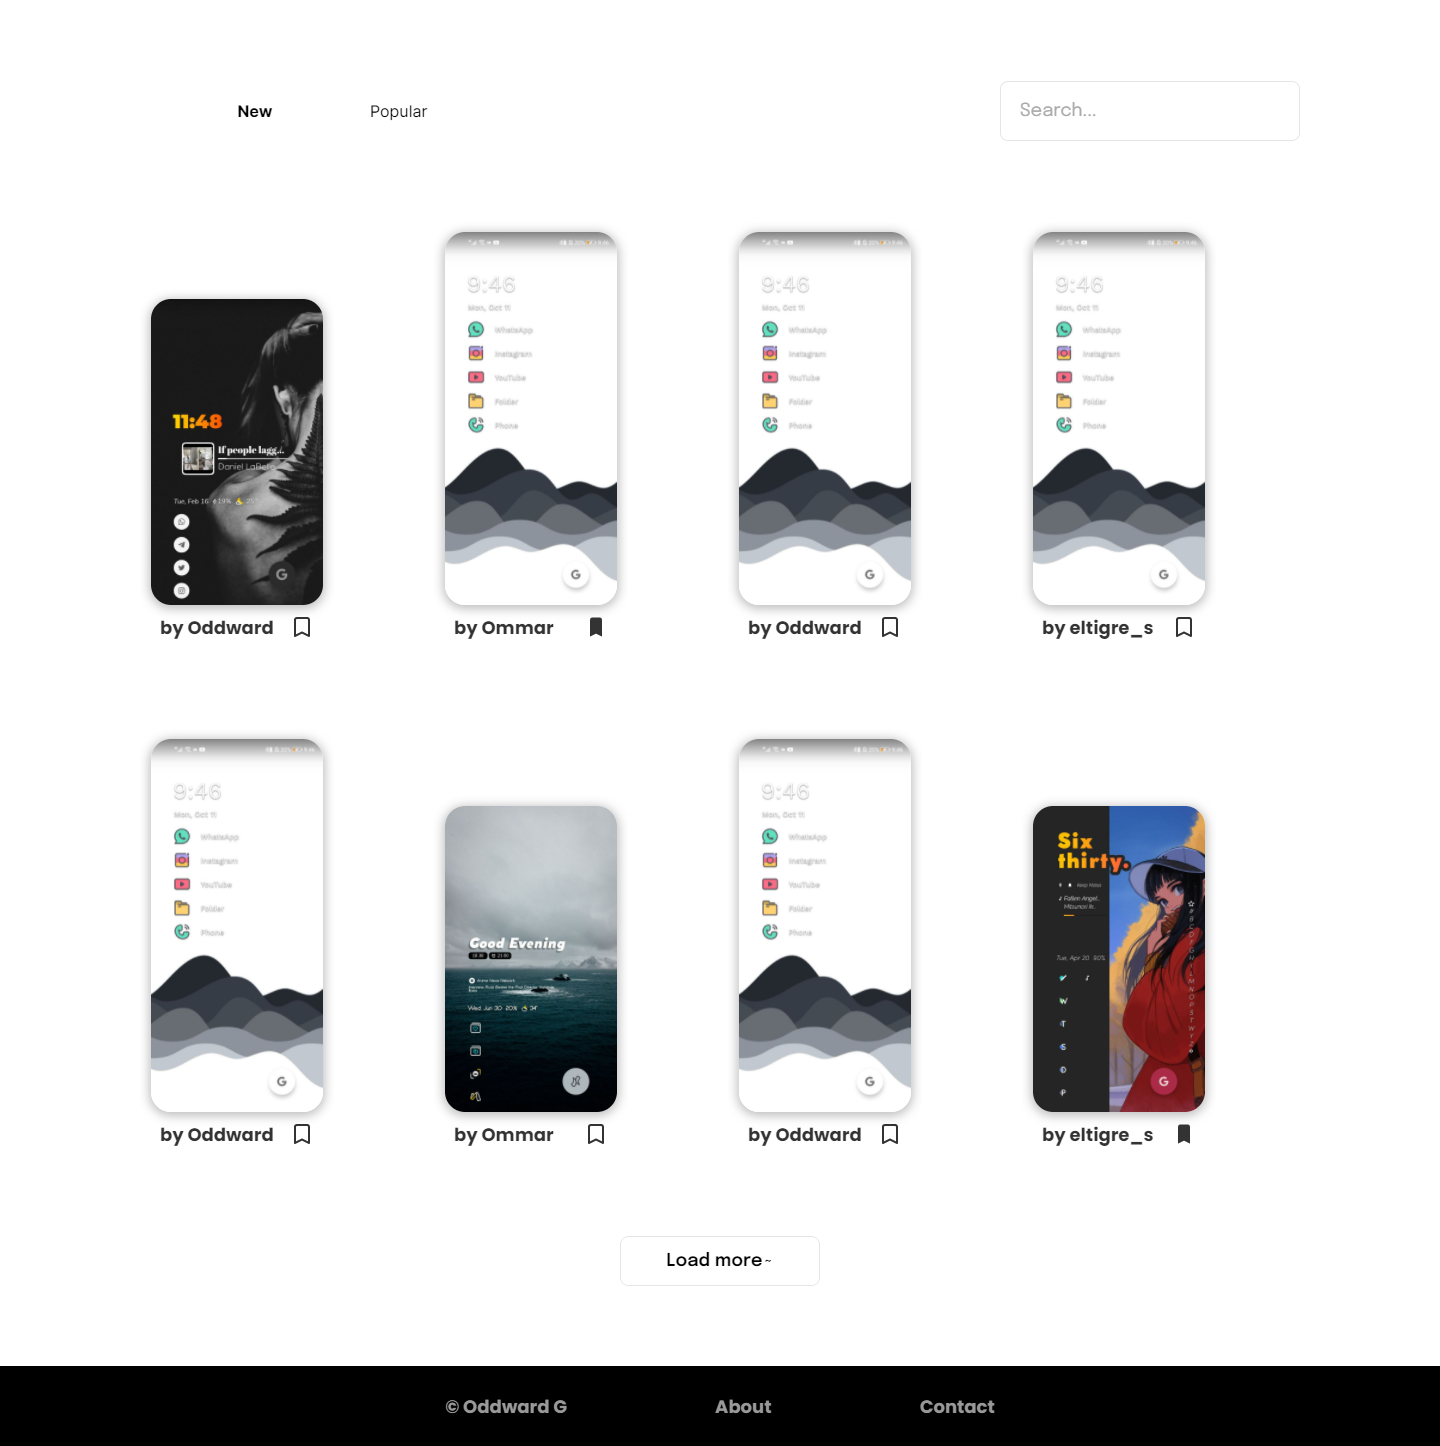 New
Popular
Search...
9:46
Mon, Oct 11
WhatsApp
Instagram
YouTube
Folder
Phone
G
9:46
Mon, Oct 11
WhatsApp
Instagram
YouTube
Folder
Phone
G
9:46
Mon, Oct 11
WhatsApp
Instagram
YouTube
Folder
Phone
G
11:48
If people lagg...
Tue, Feb 16
19%
G
by Oddward
by Ommar
by Oddward
by eltigre_s
9:46
Mon, Oct 11
WhatsApp
Instagram
YouTube
Folder
Phone
G
Good Evening
Wed, Jun 30 20% 34°
9:46
Mon, Oct 11
WhatsApp
Instagram
YouTube
Folder
Phone
G
Six
thirty.
Fallen Angel...
Tue, Apr 20 92%
W
T
S
D
P
G
by Oddward
by Ommar
by Oddward
by eltigre_s
Load more~
© Oddward G
About
Contact